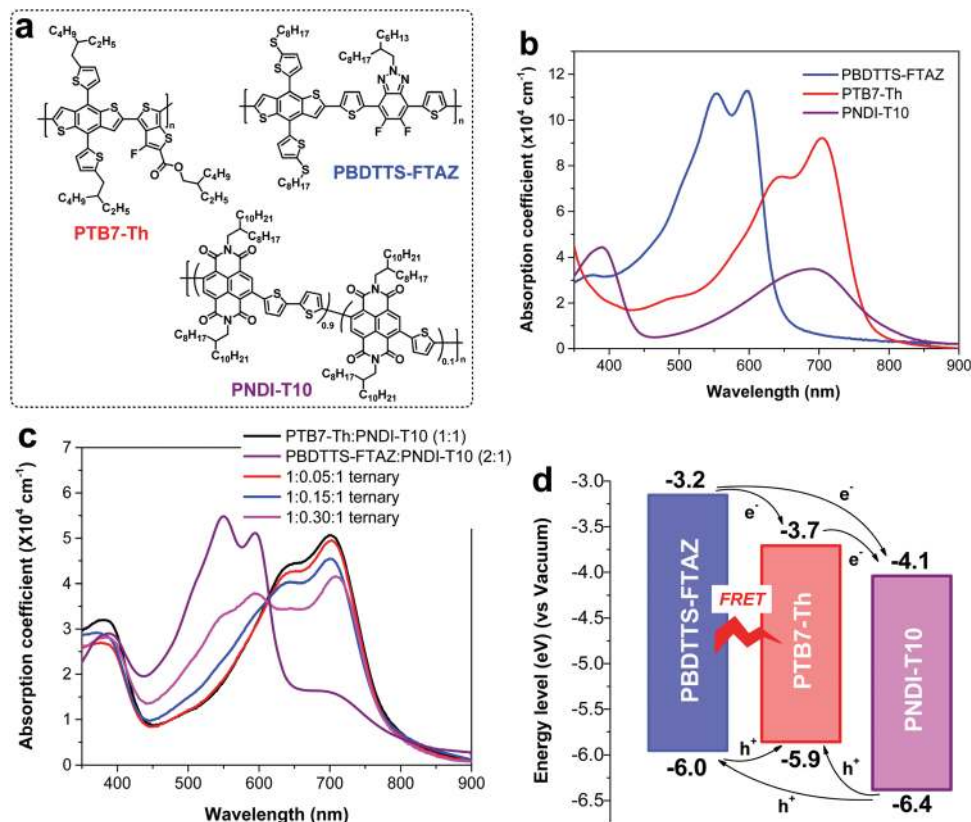 a
C4H9
C2H5
S
S
S
S
n
F
S
S
O
O
C4H9
C2H5
C4H9
C2H5
PTB7-Th
C8H17
S
S
S
S
S
S
C8H17
C6H13
C8H17
N
N
N
S
F
F
S
n
PBDTTS-FTAZ
C10H21
C8H17
O
N
O
O
N
O
C8H17
C10H21
S
S
0.9
C10H21
C8H17
O
N
O
O
N
O
C8H17
C10H21
S
0.1
n
PNDI-T10
b
Absorption coefficient (x10⁴ cm⁻¹)
12
10
8
6
4
2
0
400
500
600
700
800
900
Wavelength (nm)
PBDTTS-FTAZ
PTB7-Th
PNDI-T10
c
Absorption coefficient (X10⁴ cm⁻¹)
7
6
5
4
3
2
1
0
400
500
600
700
800
900
Wavelength (nm)
PTB7-Th:PNDI-T10 (1:1)
PBDTTS-FTAZ:PNDI-T10 (2:1)
1:0.05:1 ternary
1:0.15:1 ternary
1:0.30:1 ternary
d
Energy level (eV) (vs Vacuum)
-3.0
-3.5
-4.0
-4.5
-5.0
-5.5
-6.0
-6.5
-3.2
e⁻
e⁻
-3.7
e⁻
-4.1
PBDTTS-FTAZ
FRET
PTB7-Th
PNDI-T10
-6.0
h⁺
-5.9
h⁺
h⁺
-6.4